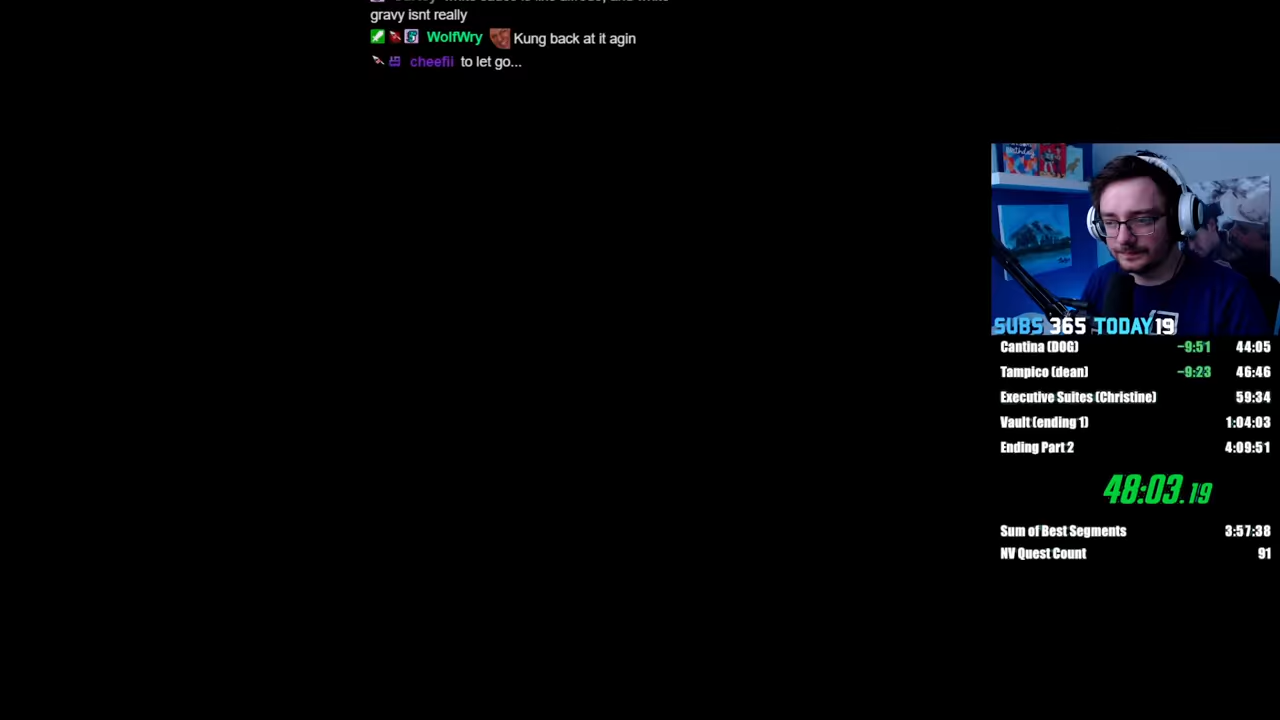 gravy isnt really
WolfWry Kung back at it agin
cheefii to let go...
SUBS 365 TODAY 19
Cantina (DOG) -9:51 44:05
Tampico (dean) -9:23 46:46
Executive Suites (Christine) 59:34
Vault (ending 1) 1:04:03
Ending Part 2 4:09:51
48:03.19
Sum of Best Segments 3:57:38
NV Quest Count 91